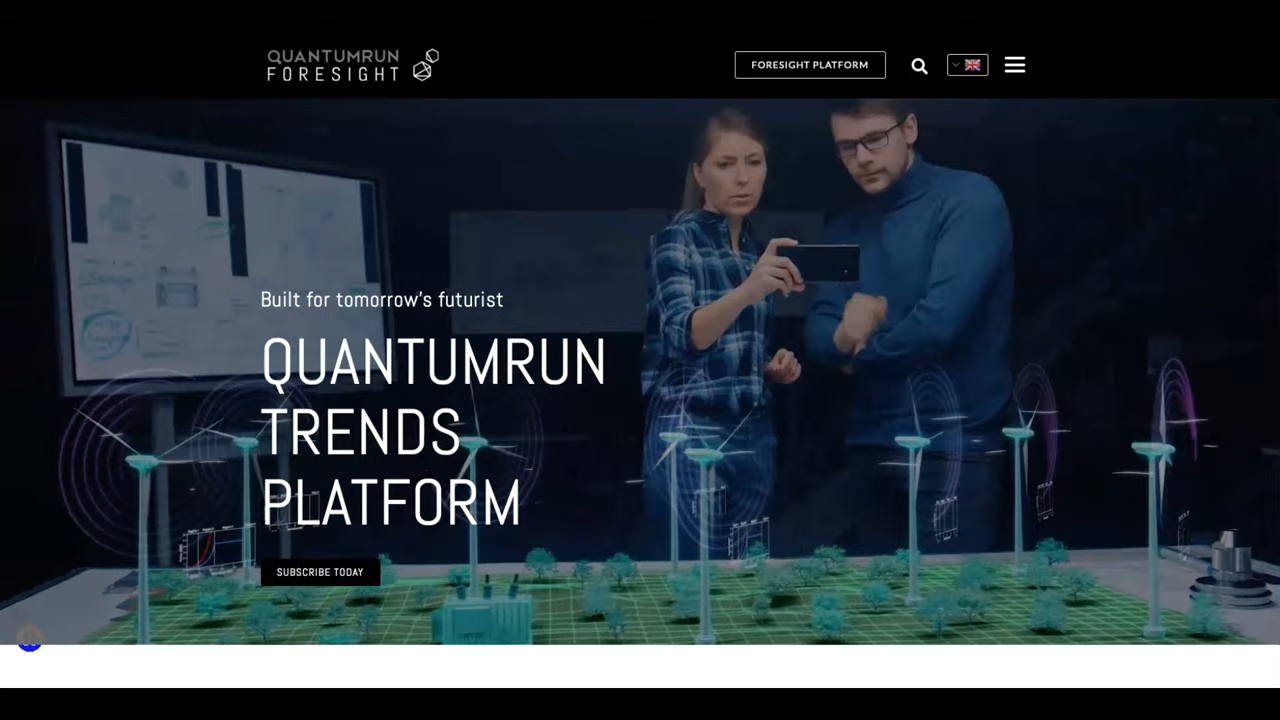 QUANTUMRUN
FORESIGHT
FORESIGHT PLATFORM
Built for tomorrow's futurist
QUANTUMRUN
TRENDS
PLATFORM
SUBSCRIBE TODAY